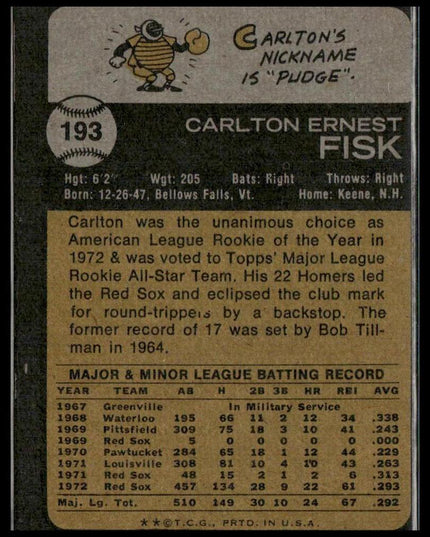 CARLTON'S
NICKNAME
IS "PUDGE".
193
CARLTON ERNEST
FISK
Hgt: 6'2" Wgt: 205 Bats: Right Throws: Right
Born: 12-26-47, Bellows Falls, Vt. Home: Keene, N.H.
Carlton was the unanimous choice as
American League Rookie of the Year in
1972 & was voted to Topps' Major League
Rookie All-Star Team. His 22 Homers led
the Red Sox and eclipsed the club mark
for round-trippers by a backstop. The
former record of 17 was set by Bob Till-
man in 1964.
MAJOR & MINOR LEAGUE BATTING RECORD
YEAR TEAM AB H 2B 3B HR RBI AVG
1967 Greenville In Military Service
1968 Waterloo 195 66 11 2 12 34 .338
1969 Pittsfield 309 75 18 3 10 41 .243
1969 Red Sox 5 0 0 0 0 0 .000
1970 Pawtucket 284 65 18 1 12 44 .229
1971 Louisville 308 81 10 4 10 43 .263
1971 Red Sox 48 15 2 1 2 6 .313
1972 Red Sox 457 134 28 9 22 61 .293
Maj. Lg. Tot. 510 149 30 10 24 67 .292
**©T.C.G., PRTD. IN U.S.A.